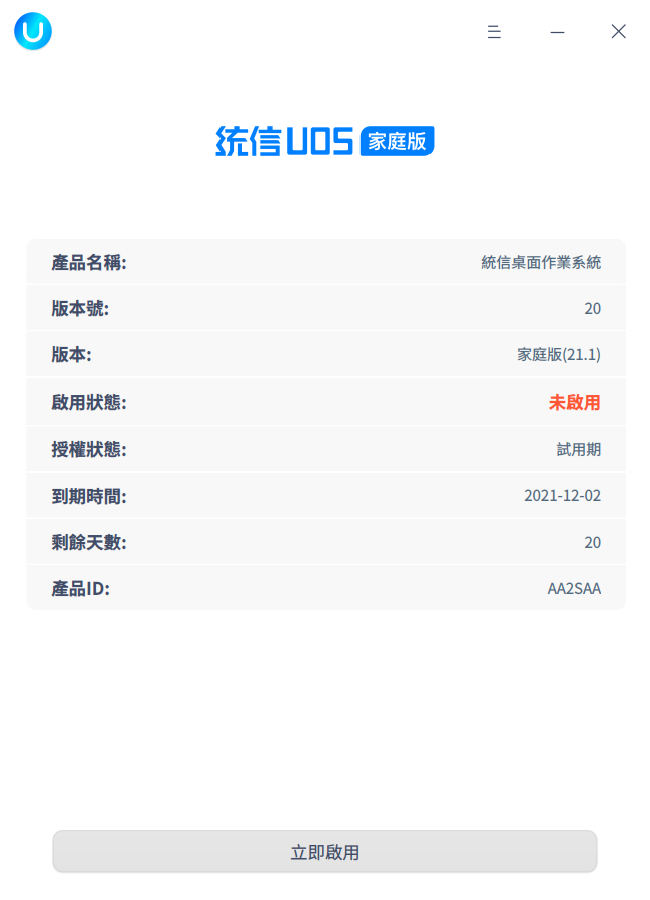 统信UOS 家庭版
產品名稱: 統信桌面作業系統
版本號: 20
版本: 家庭版(21.1)
啟用狀態: 未啟用
授權狀態: 試用期
到期時間: 2021-12-02
剩餘天數: 20
產品ID: AA2SAA
立即啟用